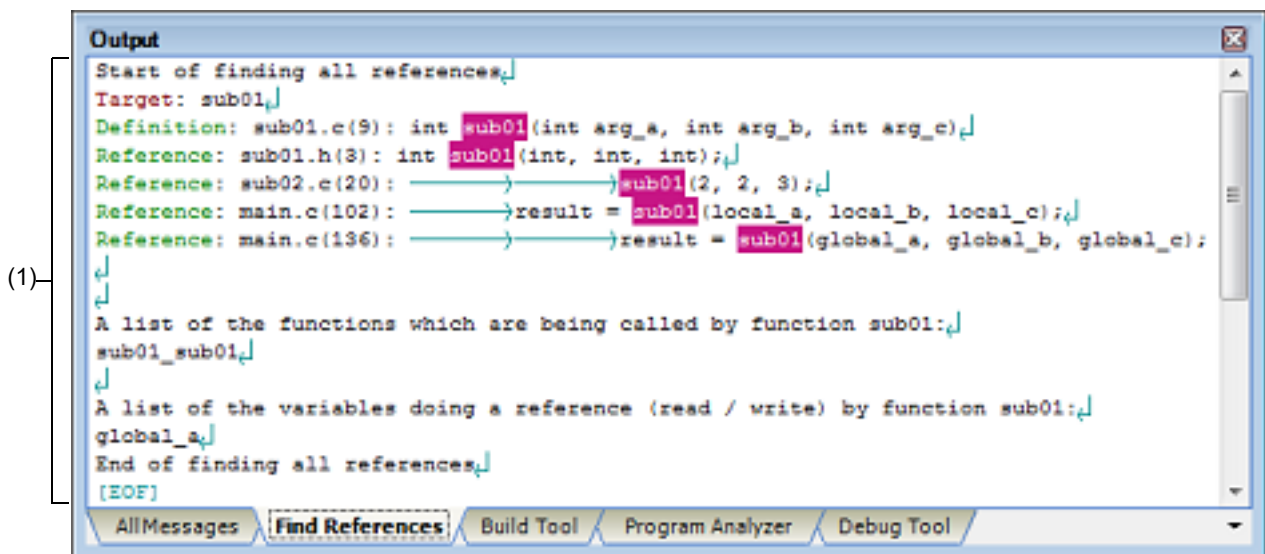 Output
Start of finding all references
Target: sub01
Definition: sub01.c(9): int sub01(int arg_a, int arg_b, int arg_c)
Reference: sub01.h(3): int sub01(int, int, int);
Reference: sub02.c(20): sub01(2, 2, 3);
Reference: main.c(102): result = sub01(local_a, local_b, local_c);
Reference: main.c(136): result = sub01(global_a, global_b, global_c);
(1)
A list of the functions which are being called by function sub01:
sub01_sub01
A list of the variables doing a reference (read / write) by function sub01:
global_a
End of finding all references
[EOF]
All Messages Find References Build Tool Program Analyzer Debug Tool